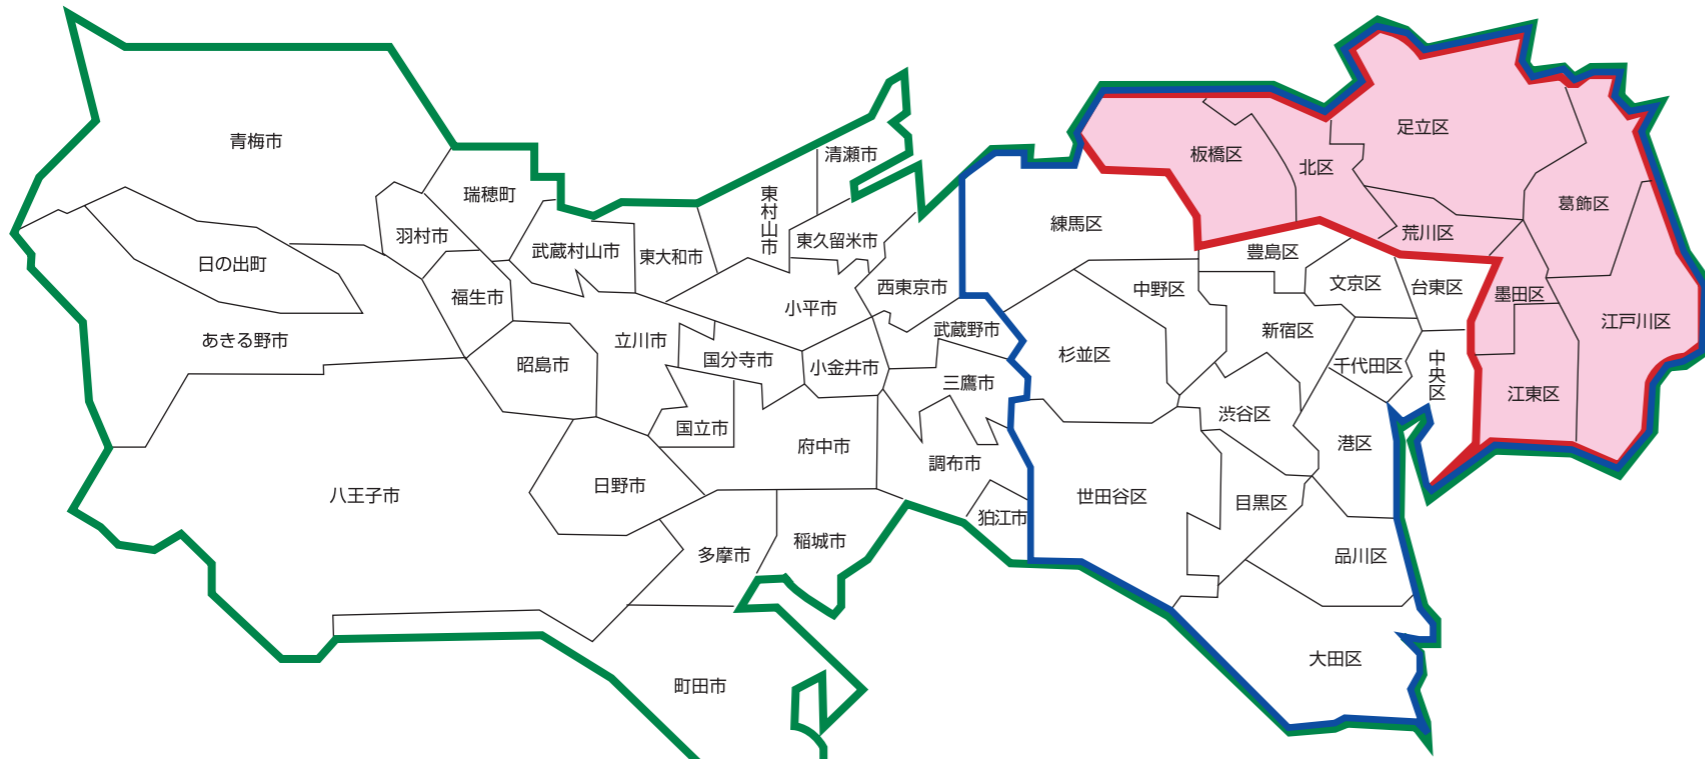 青梅市
瑞穂町
羽村市
日の出町
あきる野市
福生市
武蔵村山市
東大和市
東村山市
清瀬市
東久留米市
西東京市
小平市
立川市
昭島市
国分寺市
小金井市
武蔵野市
三鷹市
国立市
府中市
調布市
狛江市
八王子市
日野市
多摩市
稲城市
町田市
練馬区
板橋区
北区
足立区
葛飾区
荒川区
豊島区
文京区
台東区
墨田区
江戸川区
中野区
新宿区
杉並区
千代田区
中央区
江東区
渋谷区
港区
世田谷区
目黒区
品川区
大田区